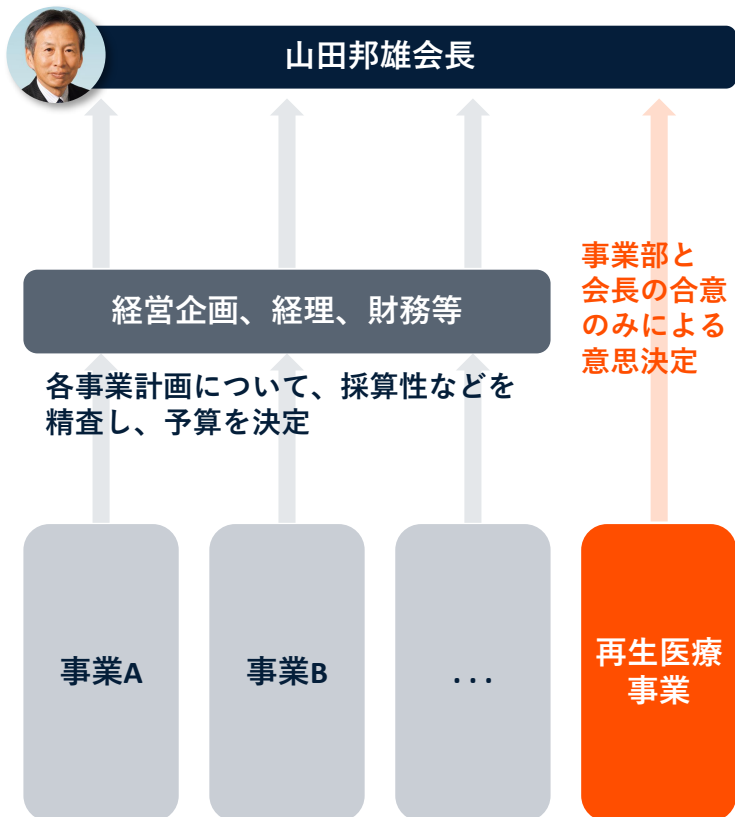 山田邦雄会長
事業部と
会長の合意
のみによる
意思決定
経営企画、経理、財務等
各事業計画について、採算性などを
精査し、予算を決定
事業A
事業B
...
再生医療
事業